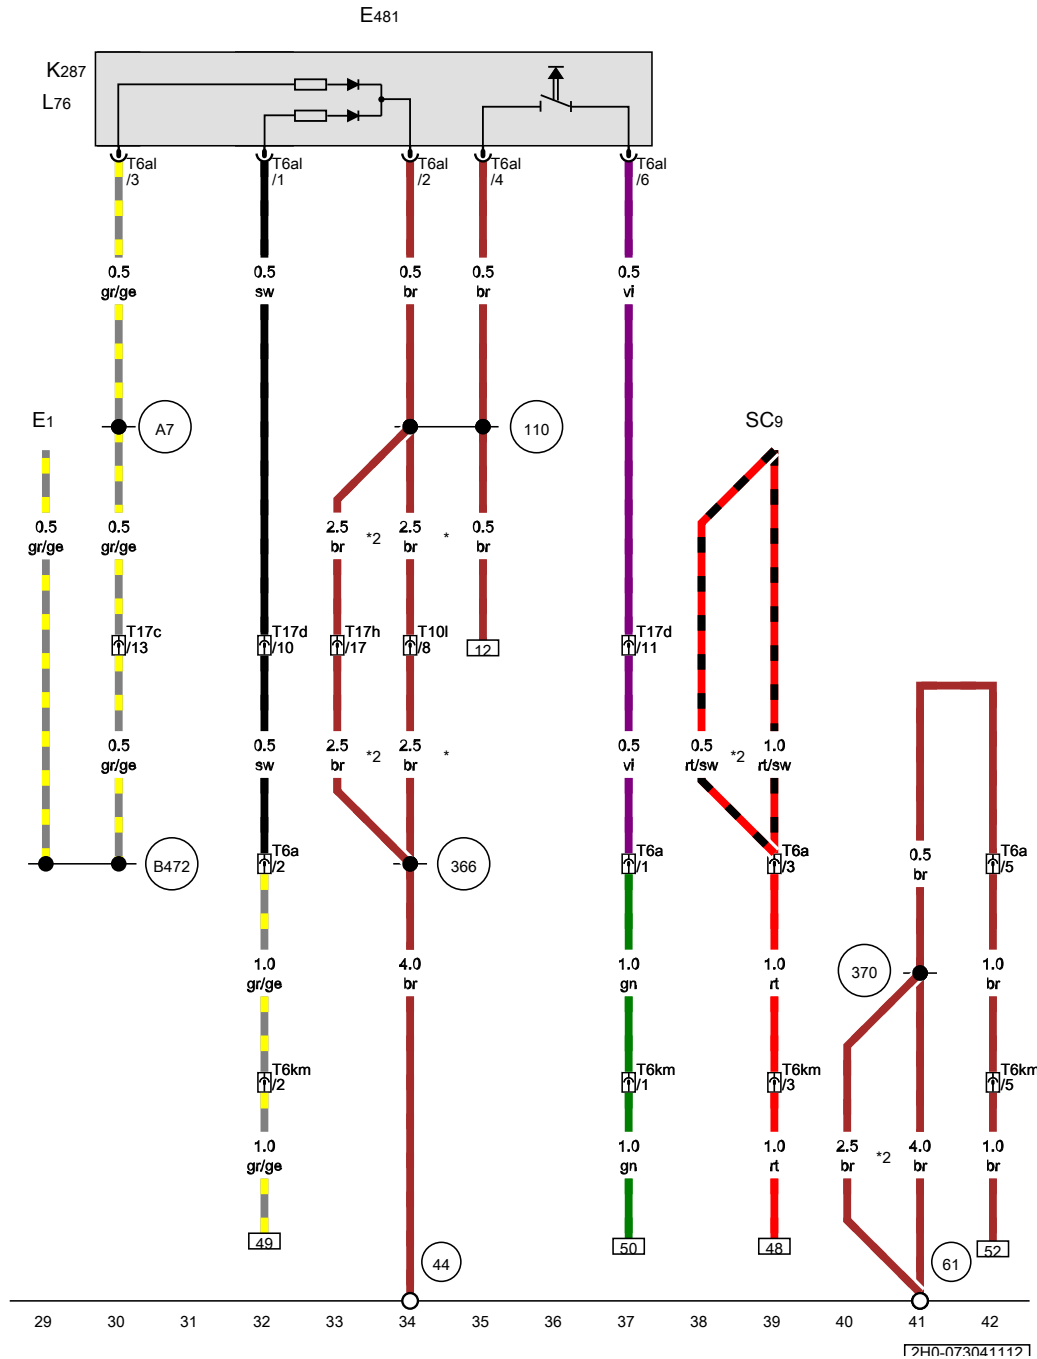 E481
K287
L76
T6al
/3
T6al
/1
T6al
/2
T6al
/4
T6al
/6
0.5
gr/ge
0.5
sw
0.5
br
0.5
br
0.5
vi
E1
A7
110
SC9
0.5
gr/ge
0.5
gr/ge
2.5
br
*2
2.5
br
*
0.5
br
T17c
/13
T17d
/10
T17h
/17
T10l
/8
12
T17d
/11
0.5
gr/ge
0.5
sw
2.5
br
*2
2.5
br
*
0.5
vi
0.5
rt/sw
*2
1.0
rt/sw
B472
T6a
/2
366
T6a
/1
T6a
/3
0.5
br
T6a
/5
1.0
gr/ge
4.0
br
1.0
gn
1.0
rt
370
1.0
br
T6km
/2
T6km
/1
T6km
/3
T6km
/5
1.0
gr/ge
1.0
gn
1.0
rt
2.5
br
*2
4.0
br
1.0
br
49
44
50
48
61
52
29 30 31 32 33 34 35 36 37 38 39 40 41 42
2H0-073041112